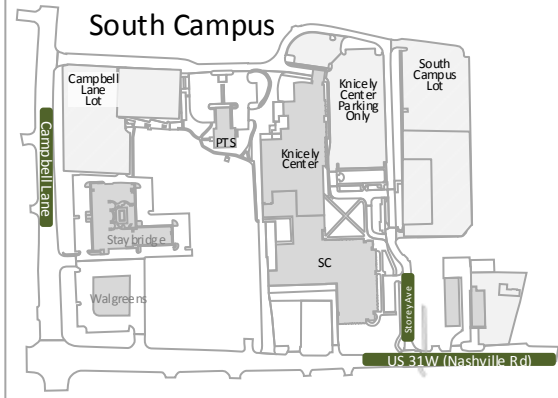 South Campus
Campbell
Lane
Lot
Knicely
Center
Parking
Only
South
Campus
Lot
Campbell Lane
PTS
Knicely
Center
Staybridge
SC
Walgreens
Storey Ave
US 31W (Nashville Rd)